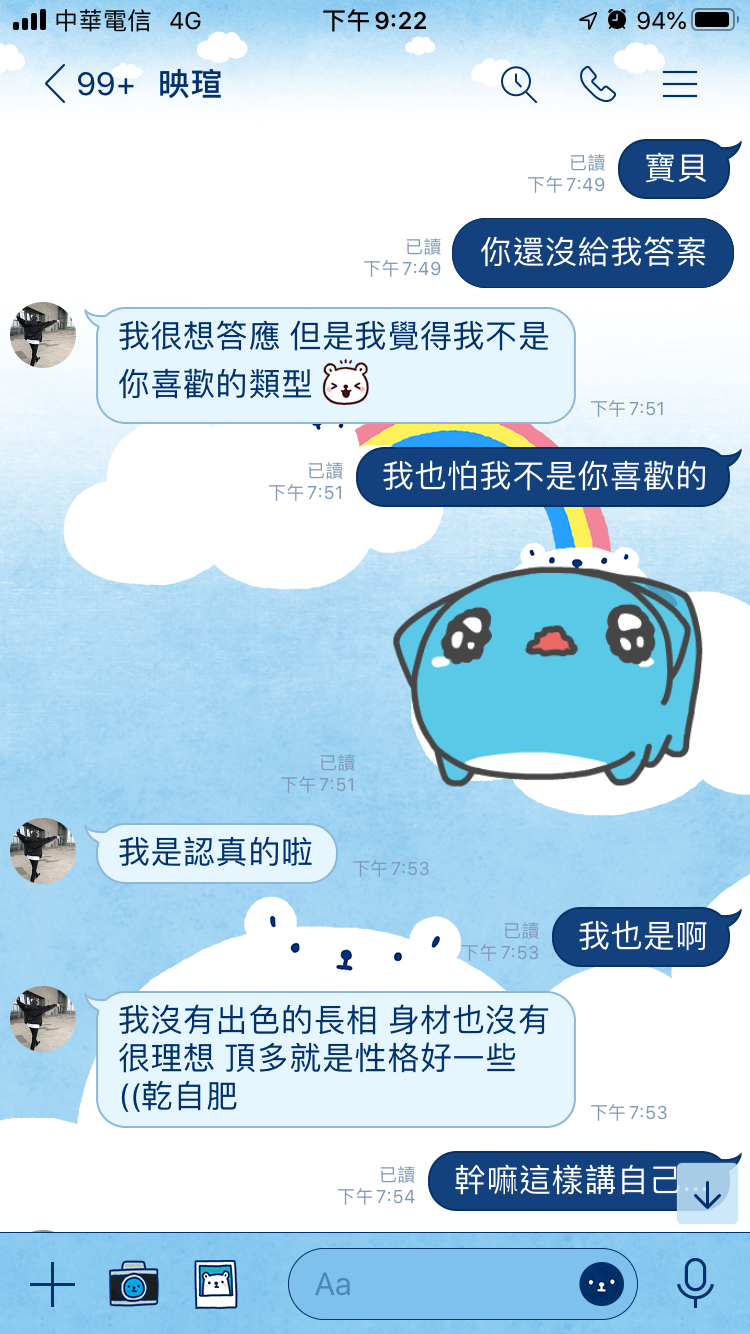 中華電信 4G 下午9:22 94%
99+ 映瑄
寶貝
已讀
下午7:49
你還沒給我答案
已讀
下午7:49
我很想答應 但是我覺得我不是
你喜歡的類型
下午7:51
我也怕我不是你喜歡的
已讀
下午7:51
已讀
下午7:51
我是認真的啦
下午7:53
我也是啊
已讀
下午7:53
我沒有出色的長相 身材也沒有
很理想 頂多就是性格好一些
((乾自肥
下午7:53
幹嘛這樣講自己...
已讀
下午7:54
Aa